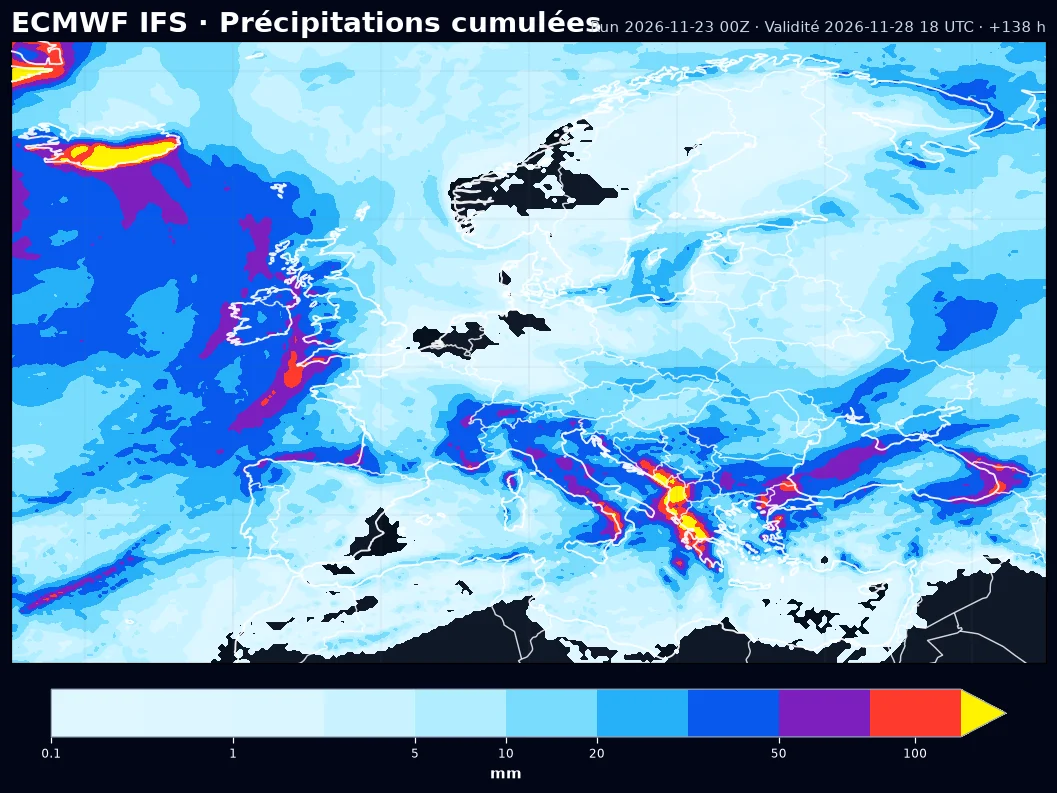 ECMWF IFS · Précipitations cumulées
Run 2026-11-23 00Z · Validité 2026-11-28 18 UTC · +138 h
0.1 1 5 10 20 50 100
mm